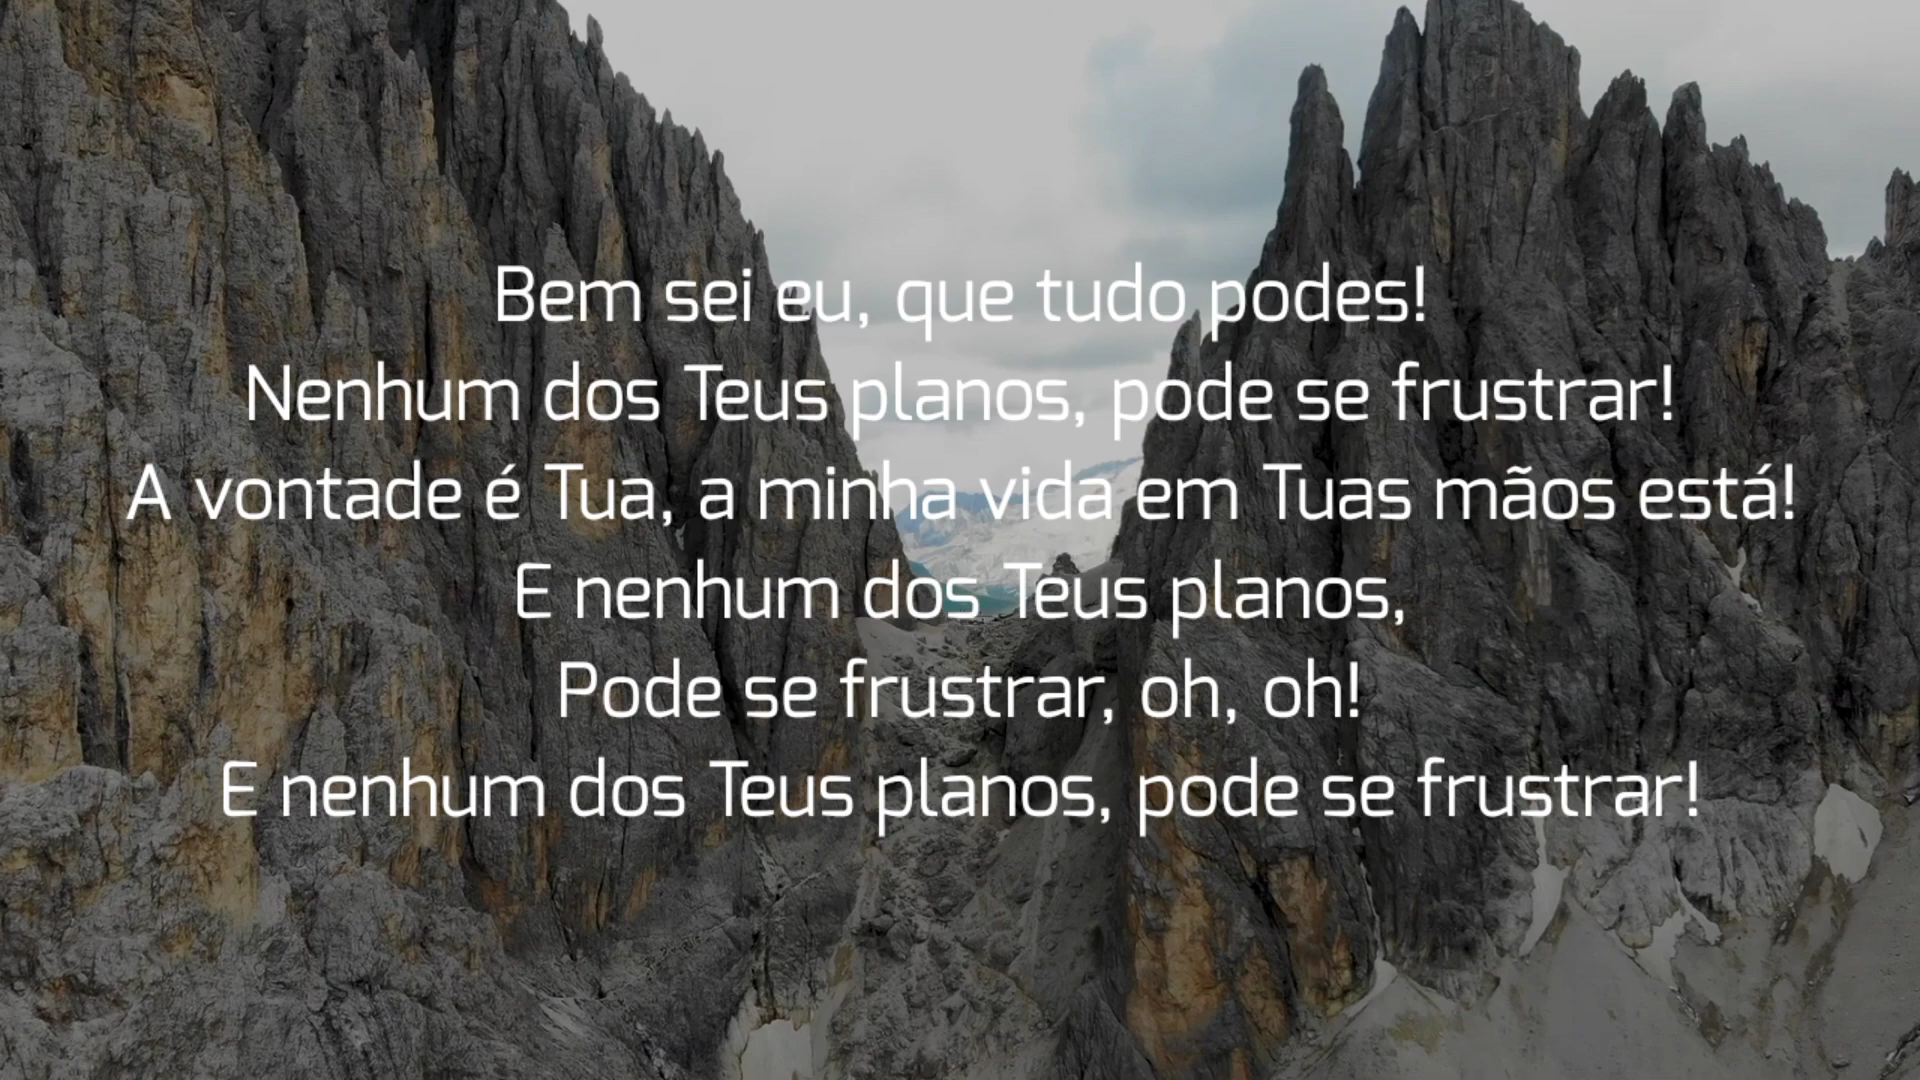 Bem sei eu, que tudo podes!
Nenhum dos Teus planos, pode se frustrar!
A vontade é Tua, a minha vida em Tuas mãos está!
E nenhum dos Teus planos,
Pode se frustrar, oh, oh!
E nenhum dos Teus planos, pode se frustrar!